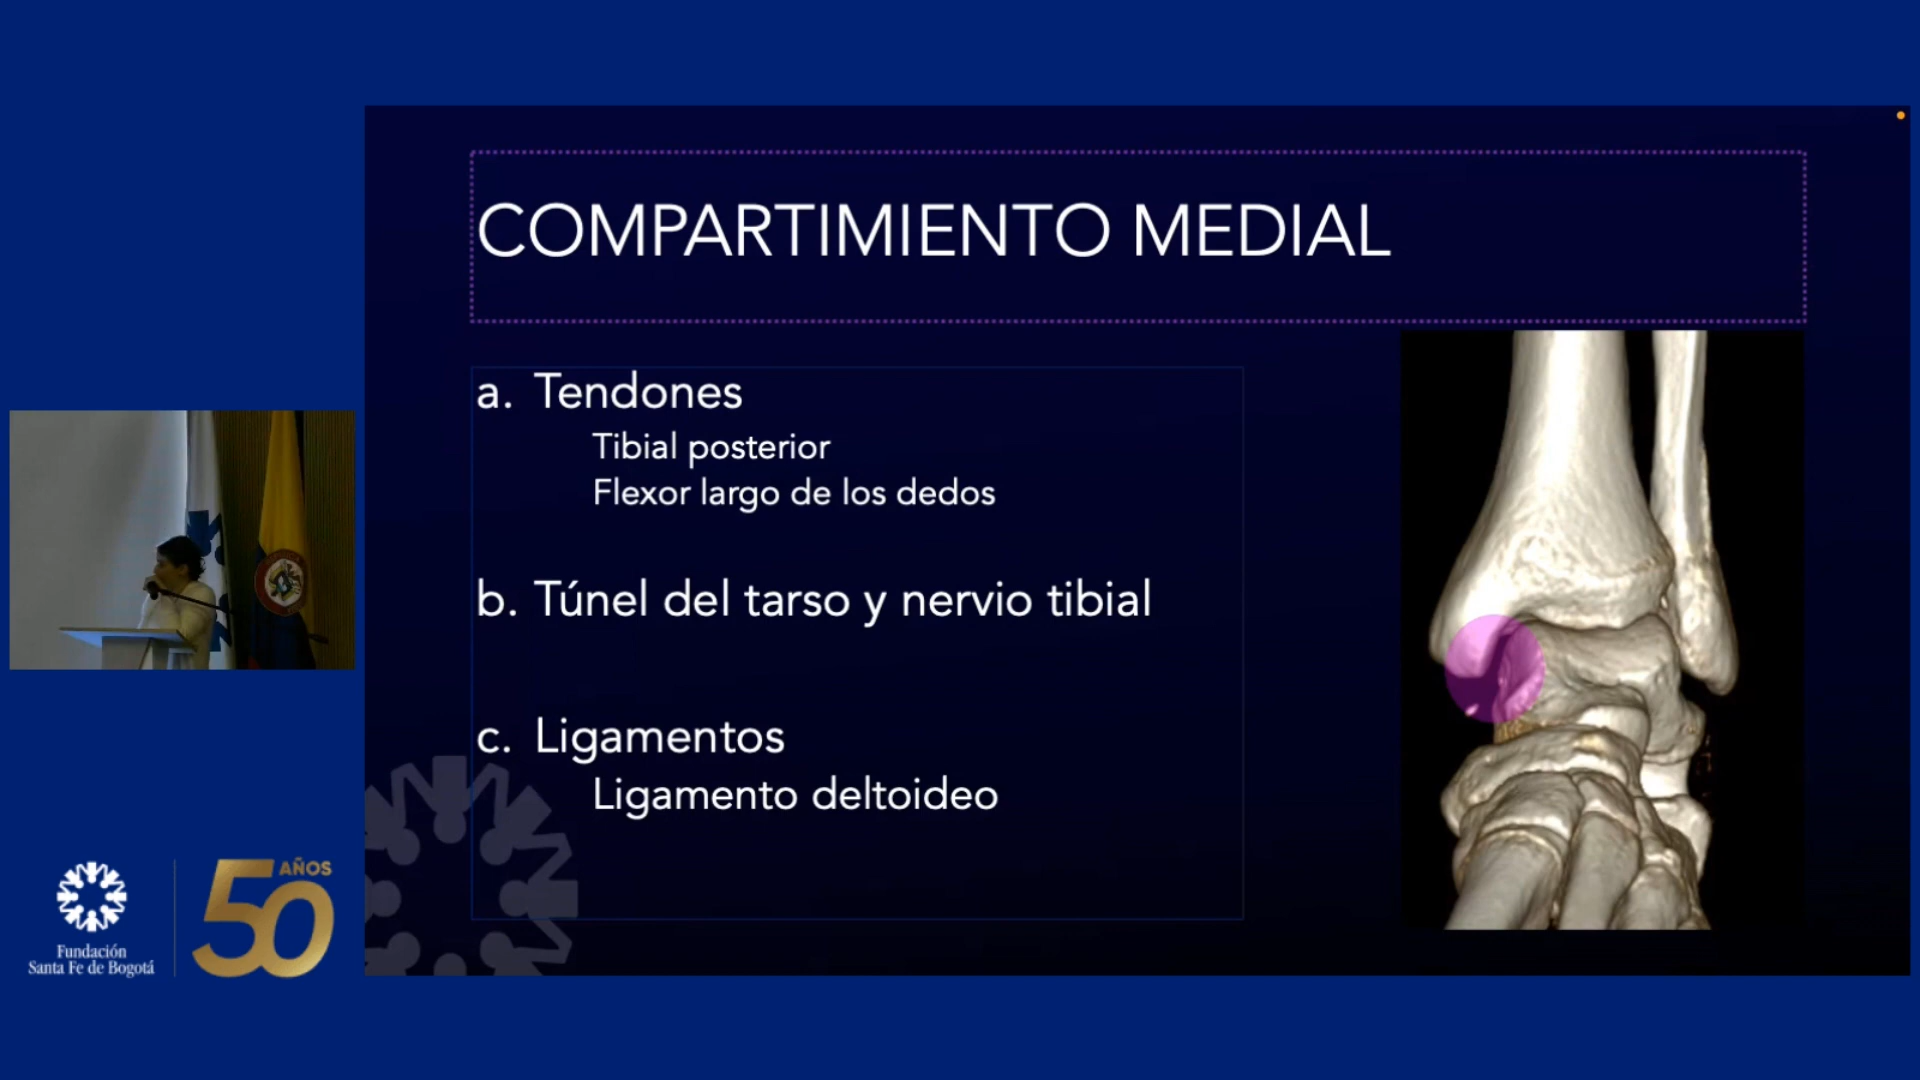 COMPARTIMIENTO MEDIAL
a. Tendones
Tibial posterior
Flexor largo de los dedos
b. Túnel del tarso y nervio tibial
c. Ligamentos
Ligamento deltoideo
Fundación
Santa Fe de Bogotá
50 AÑOS